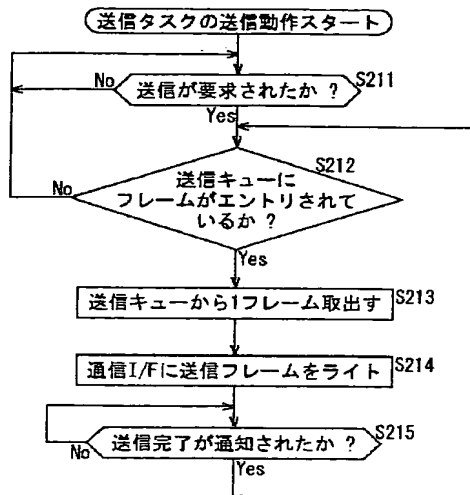 送信タスクの送信動作スタート
No
送信が要求されたか ?
S211
Yes
S212
No
送信キューに
フレームがエントリされて
いるか ?
Yes
送信キューから1フレーム取出す
S213
通信I/Fに送信フレームをライト
S214
送信完了が通知されたか ?
S215
No
Yes